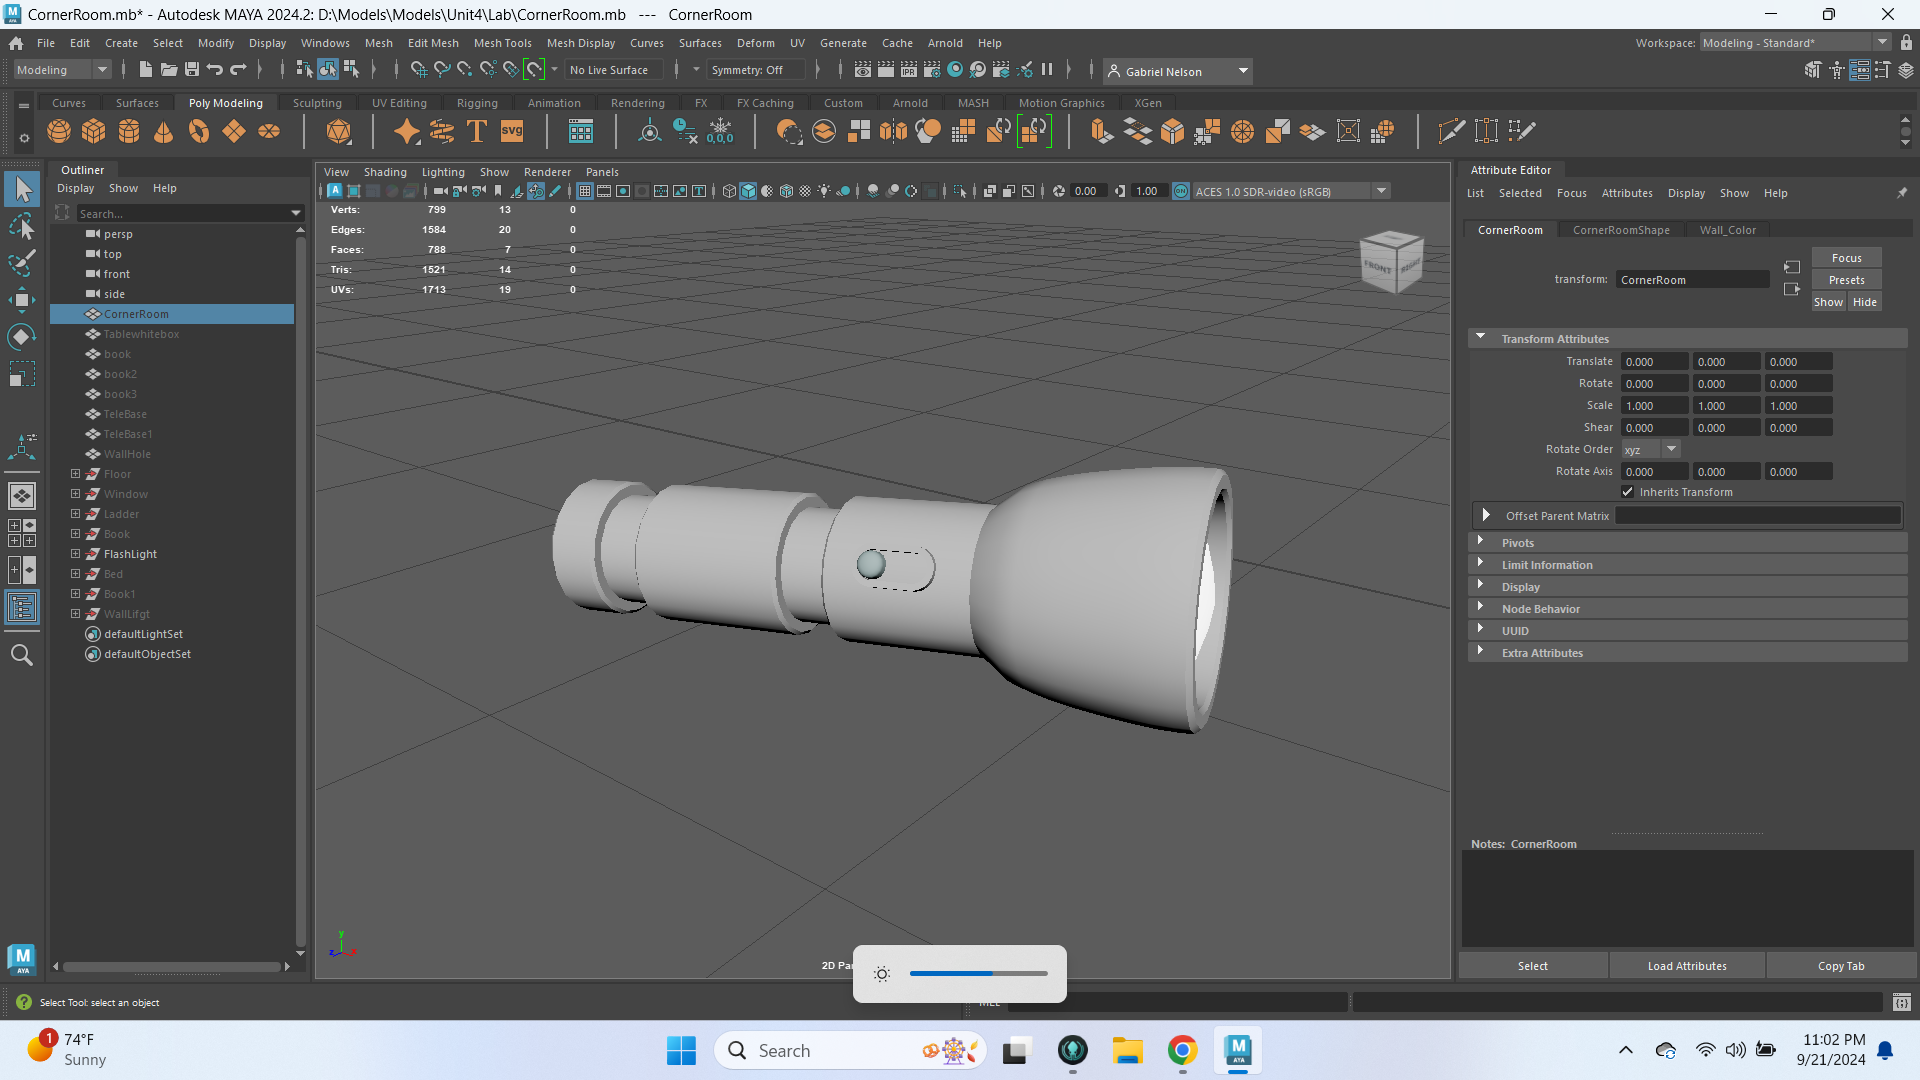 CornerRoom.mb* - Autodesk MAYA 2024.2: D:\Models\Models\Unit4\Lab\CornerRoom.mb --- CornerRoom
File Edit Create Select Modify Display Windows Mesh Edit Mesh Mesh Tools Mesh Display Curves Surfaces Deform UV Generate Cache Arnold Help
Workspace: Modeling - Standard*
Modeling
No Live Surface
Symmetry: Off
Gabriel Nelson
Curves Surfaces Poly Modeling Sculpting UV Editing Rigging Animation Rendering FX FX Caching Custom Arnold MASH Motion Graphics XGen
SVG
0,0,0
Outliner
Display Show Help
Search...
persp
top
front
side
CornerRoom
Tablewhitebox
book
book2
book3
TeleBase
TeleBase1
WallHole
Floor
Window
Ladder
Book
FlashLight
Bed
Book1
WallLifgt
defaultLightSet
defaultObjectSet
View Shading Lighting Show Renderer Panels
0.00
1.00
ACES 1.0 SDR-video (sRGB)
Verts: 799 13 0
Edges: 1584 20 0
Faces: 788 7 0
Tris: 1521 14 0
UVs: 1713 19 0
FRONT RIGHT
y
z x
2D Pa
Attribute Editor
List Selected Focus Attributes Display Show Help
CornerRoom CornerRoomShape Wall_Color
transform: CornerRoom
Focus
Presets
Show Hide
Transform Attributes
Translate 0.000 0.000 0.000
Rotate 0.000 0.000 0.000
Scale 1.000 1.000 1.000
Shear 0.000 0.000 0.000
Rotate Order xyz
Rotate Axis 0.000 0.000 0.000
Inherits Transform
Offset Parent Matrix
Pivots
Limit Information
Display
Node Behavior
UUID
Extra Attributes
Notes: CornerRoom
Select Load Attributes Copy Tab
Select Tool: select an object
MEL
1
74°F
Sunny
Search
11:02 PM
9/21/2024